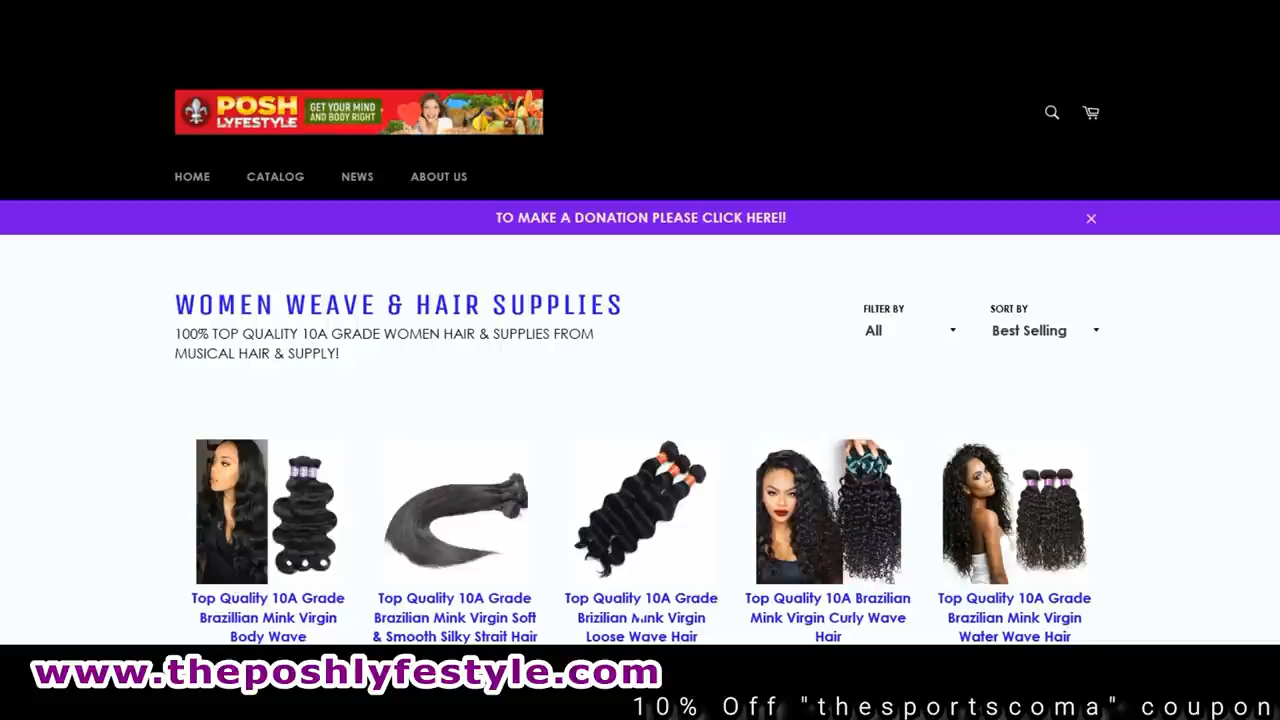 POSH
LYFESTYLE
GET YOUR MIND
AND BODY RIGHT
HOME CATALOG NEWS ABOUT US
TO MAKE A DONATION PLEASE CLICK HERE!!
WOMEN WEAVE & HAIR SUPPLIES
100% TOP QUALITY 10A GRADE WOMEN HAIR & SUPPLIES FROM
MUSICAL HAIR & SUPPLY!
FILTER BY
All
SORT BY
Best Selling
Top Quality 10A Grade
Brazillian Mink Virgin
Body Wave
Top Quality 10A Grade
Brazilian Mink Virgin Soft
& Smooth Silky Strait Hair
Top Quality 10A Grade
Brizilian Mink Virgin
Loose Wave Hair
Top Quality 10A Brazilian
Mink Virgin Curly Wave
Hair
Top Quality 10A Grade
Brazilian Mink Virgin
Water Wave Hair
www.theposhlyfestyle.com
10% Off "thesportscoma" coupon